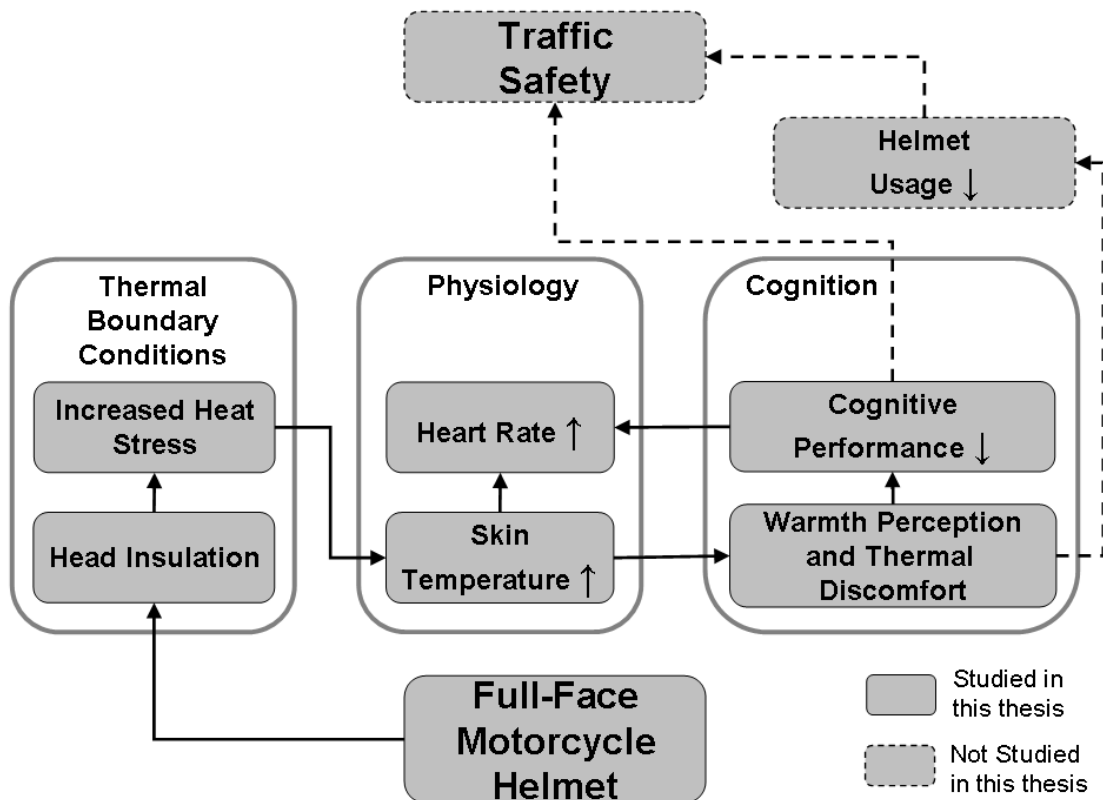 Traffic
Safety
Helmet
Usage ↓
Thermal
Boundary
Conditions
Increased Heat
Stress
Head Insulation
Physiology
Heart Rate ↑
Skin
Temperature ↑
Cognition
Cognitive
Performance ↓
Warmth Perception
and Thermal
Discomfort
Full-Face
Motorcycle
Helmet
Studied in
this thesis
Not Studied
in this thesis